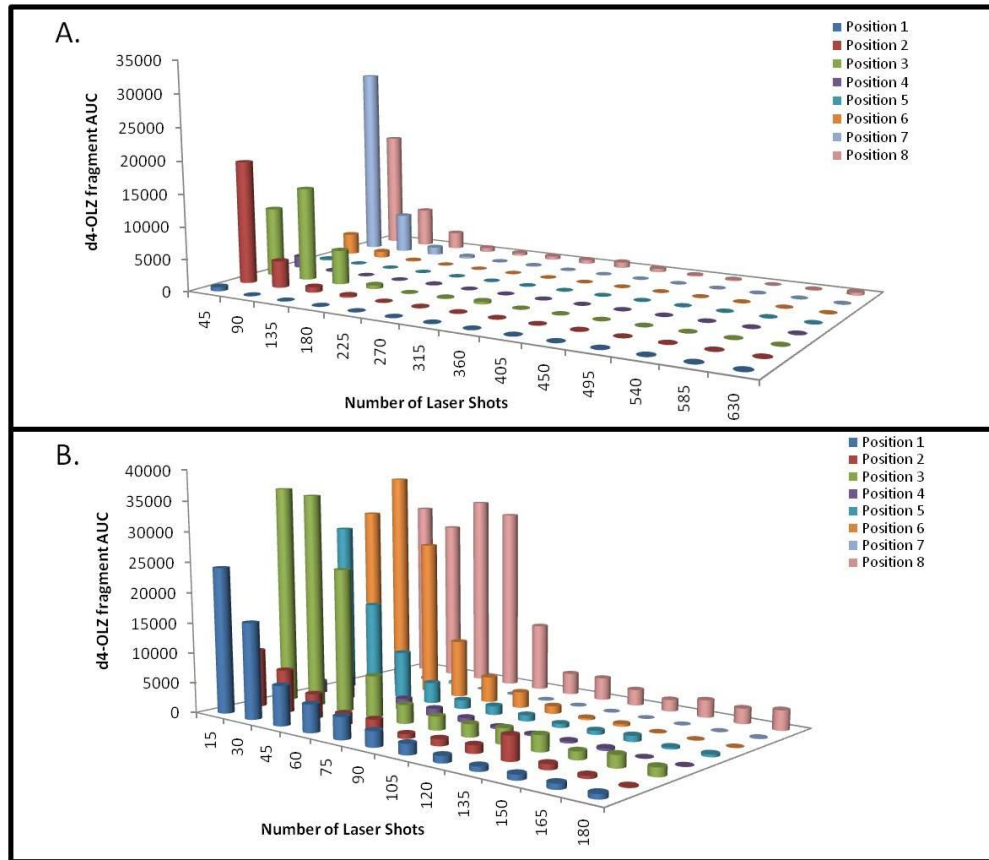 A.
d4-OLZ fragment AUC
35000
30000
25000
20000
15000
10000
5000
0
45
90
135
180
225
270
315
360
405
450
495
540
585
630
Number of Laser Shots
Position 1
Position 2
Position 3
Position 4
Position 5
Position 6
Position 7
Position 8
B.
d4-OLZ fragment AUC
40000
35000
30000
25000
20000
15000
10000
5000
0
15
30
45
60
75
90
105
120
135
150
165
180
Number of Laser Shots
Position 1
Position 2
Position 3
Position 4
Position 5
Position 6
Position 7
Position 8